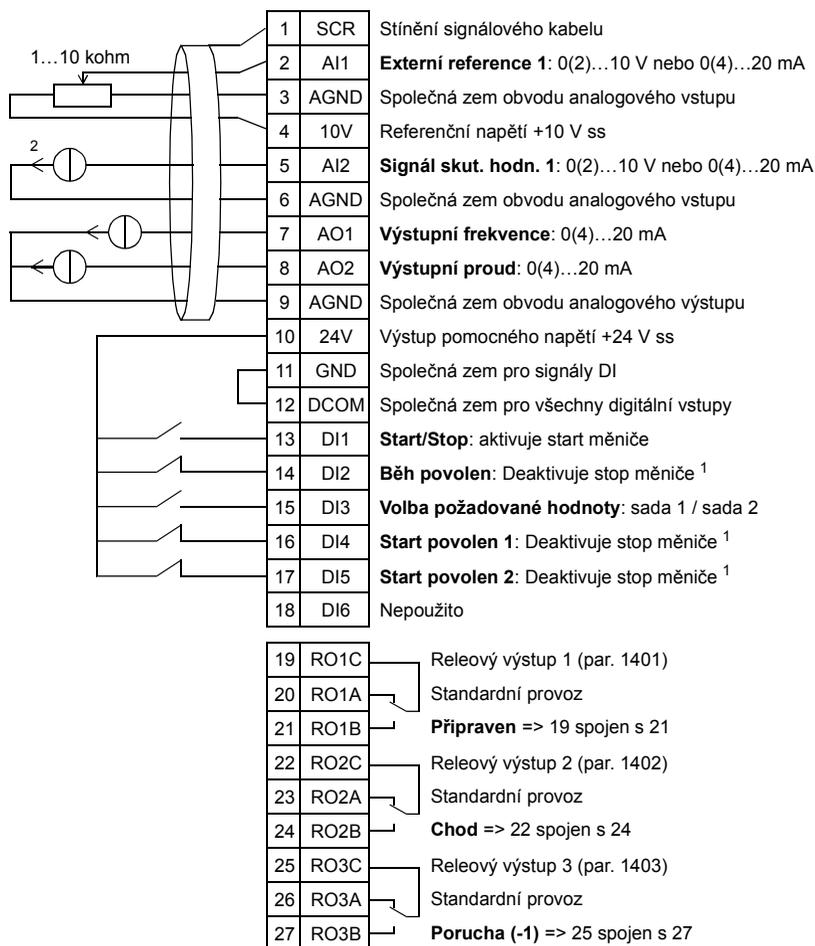 1 SCR Stínění signálového kabelu
1…10 kohm
2 AI1 Externí reference 1: 0(2)…10 V nebo 0(4)…20 mA
3 AGND Společná zem obvodu analogového vstupu
4 10V Referenční napětí +10 V ss
2
5 AI2 Signál skut. hodn. 1: 0(2)…10 V nebo 0(4)…20 mA
6 AGND Společná zem obvodu analogového vstupu
7 AO1 Výstupní frekvence: 0(4)…20 mA
8 AO2 Výstupní proud: 0(4)…20 mA
9 AGND Společná zem obvodu analogového výstupu
10 24V Výstup pomocného napětí +24 V ss
11 GND Společná zem pro signály DI
12 DCOM Společná zem pro všechny digitální vstupy
13 DI1 Start/Stop: aktivuje start měniče
14 DI2 Běh povolen: Deaktivuje stop měniče 1
15 DI3 Volba požadované hodnoty: sada 1 / sada 2
16 DI4 Start povolen 1: Deaktivuje stop měniče 1
17 DI5 Start povolen 2: Deaktivuje stop měniče 1
18 DI6 Nepoužito
19 RO1C Releový výstup 1 (par. 1401)
20 RO1A Standardní provoz
21 RO1B Připraven => 19 spojen s 21
22 RO2C Releový výstup 2 (par. 1402)
23 RO2A Standardní provoz
24 RO2B Chod => 22 spojen s 24
25 RO3C Releový výstup 3 (par. 1403)
26 RO3A Standardní provoz
27 RO3B Porucha (-1) => 25 spojen s 27